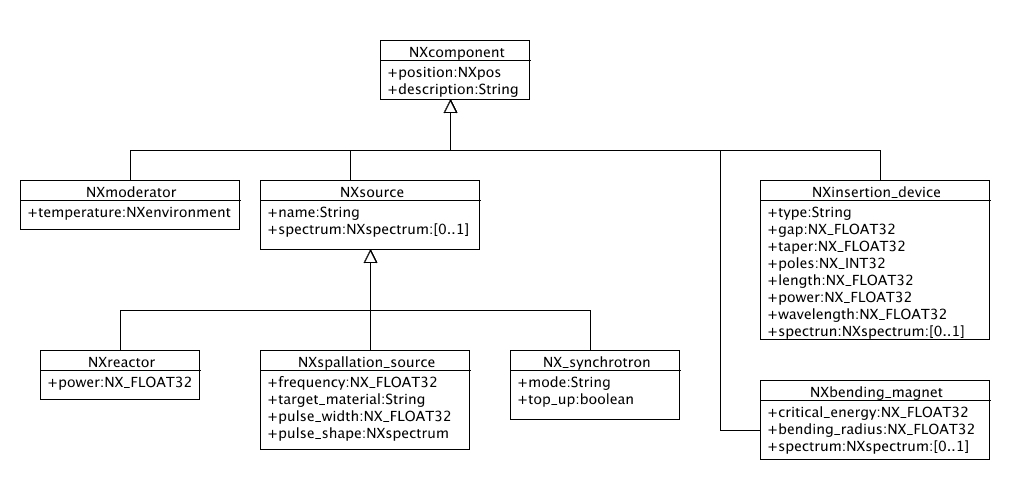 NXcomponent
+position:NXpos
+description:String
NXmoderator
+temperature:NXenvironment
NXsource
+name:String
+spectrum:NXspectrum:[0..1]
NXinsertion_device
+type:String
+gap:NX_FLOAT32
+taper:NX_FLOAT32
+poles:NX_INT32
+length:NX_FLOAT32
+power:NX_FLOAT32
+wavelength:NX_FLOAT32
+spectrun:NXspectrum:[0..1]
NXreactor
+power:NX_FLOAT32
NXspallation_source
+frequency:NX_FLOAT32
+target_material:String
+pulse_width:NX_FLOAT32
+pulse_shape:NXspectrum
NX_synchrotron
+mode:String
+top_up:boolean
NXbending_magnet
+critical_energy:NX_FLOAT32
+bending_radius:NX_FLOAT32
+spectrum:NXspectrum:[0..1]